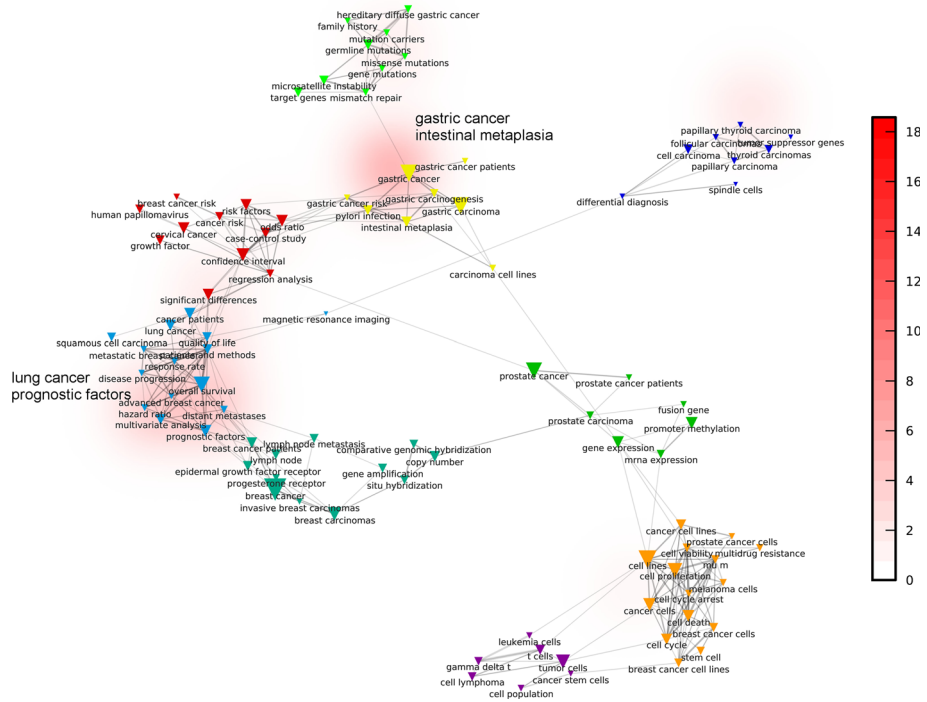 hereditary diffuse gastric cancer
family history
mutation carriers
germline mutations
missense mutations
gene mutations
microsatellite instability
target genes mismatch repair
gastric cancer
intestinal metaplasia
gastric cancer patients
gastric cancer
gastric cancer risk
gastric carcinogenesis
pylori infection
gastric carcinoma
intestinal metaplasia
carcinoma cell lines
papillary thyroid carcinoma
follicular carcinomas
tumor suppressor genes
cell carcinoma
thyroid carcinomas
papillary carcinoma
spindle cells
differential diagnosis
breast cancer risk
human papillomavirus
risk factors
cancer risk
odds ratio
cervical cancer
case-control study
growth factor
confidence interval
regression analysis
significant differences
cancer patients
lung cancer
magnetic resonance imaging
squamous cell carcinoma
quality of life
metastatic breast cancer
patients and methods
response rate
lung cancer
prognostic factors
disease progression
overall survival
advanced breast cancer
hazard ratio
distant metastases
multivariate analysis
prognostic factors
breast cancer patients
lymph node metastasis
lymph node
epidermal growth factor receptor
progesterone receptor
breast cancer
invasive breast carcinomas
breast carcinomas
comparative genomic hybridization
copy number
gene amplification
situ hybridization
prostate cancer
prostate cancer patients
prostate carcinoma
fusion gene
promoter methylation
gene expression
mrna expression
cancer cell lines
prostate cancer cells
cell viability
multidrug resistance
cell lines
mu m
cell proliferation
melanoma cells
cell cycle arrest
cancer cells
cell death
breast cancer cells
cell cycle
stem cell
breast cancer cell lines
leukemia cells
t cells
gamma delta t
tumor cells
cell lymphoma
cancer stem cells
cell population
18
16
14
12
10
8
6
4
2
0